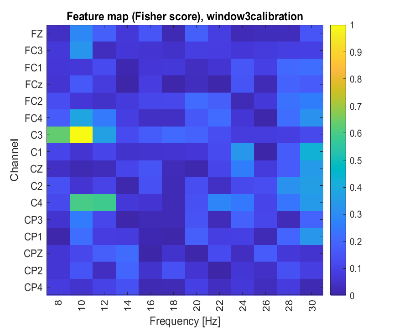 Feature map (Fisher score), window3calibration
Channel
FZ
FC3
FC1
FCz
FC2
FC4
C3
C1
CZ
C2
C4
CP3
CP1
CPZ
CP2
CP4
8 10 12 14 16 18 20 22 24 26 28 30
Frequency [Hz]
1
0.9
0.8
0.7
0.6
0.5
0.4
0.3
0.2
0.1
0